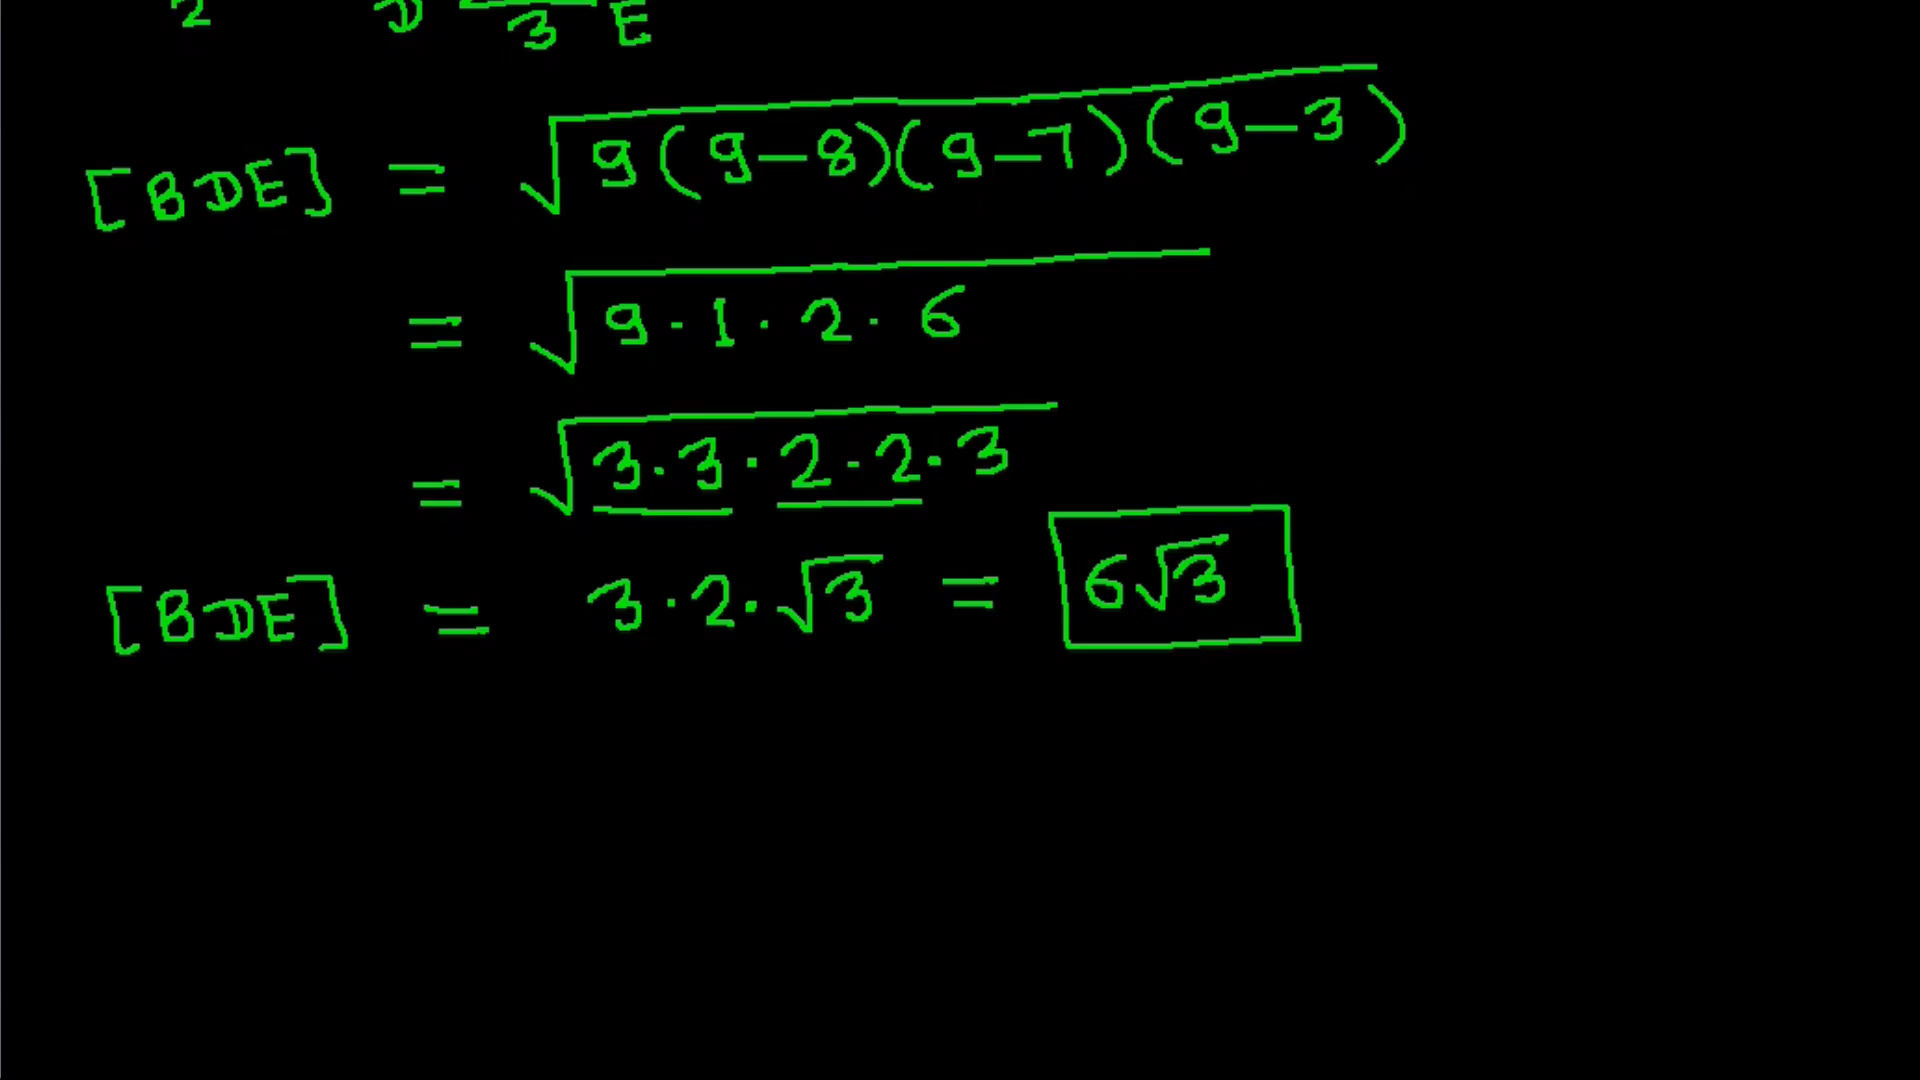 2 D 3 E
[BDE] = √9(9-8)(9-7)(9-3)
= √9·1·2·6
= √3·3·2·2·3
[BDE] = 3·2·√3 = 6√3